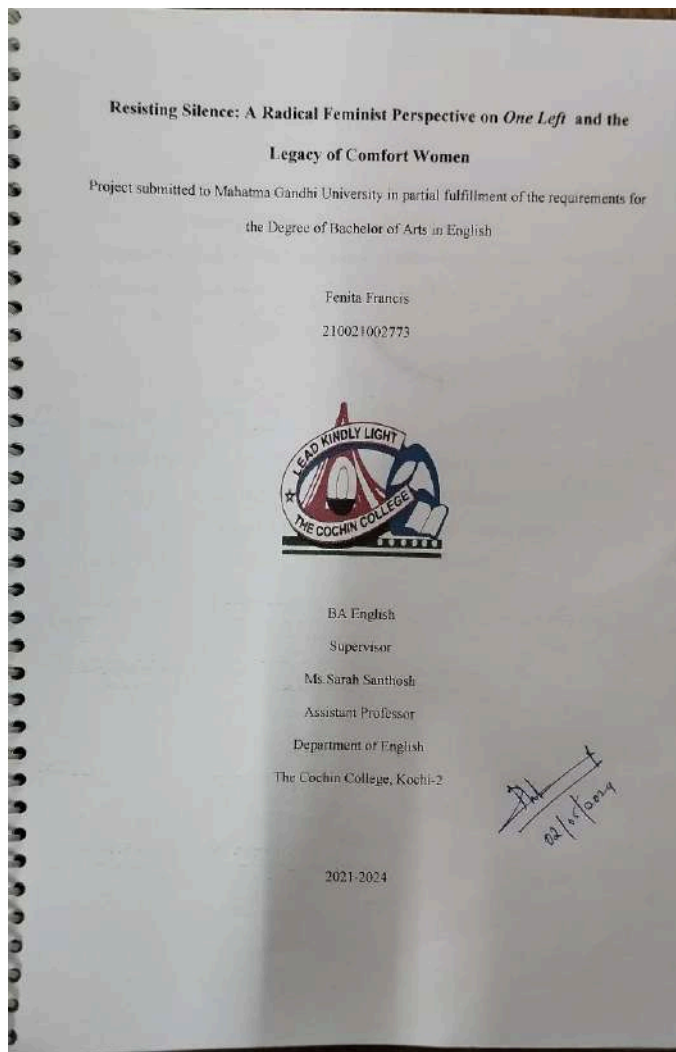 Resisting Silence: A Radical Feminist Perspective on One Left and the
Legacy of Comfort Women
Project submitted to Mahatma Gandhi University in partial fulfillment of the requirements for
the Degree of Bachelor of Arts in English
Fenita Francis
210021002773
LEAD KINDLY LIGHT
THE COCHIN COLLEGE
BA English
Supervisor
Ms.Sarah Santhosh
Assistant Professor
Department of English
The Cochin College, Kochi-2
02/05/2024
2021-2024